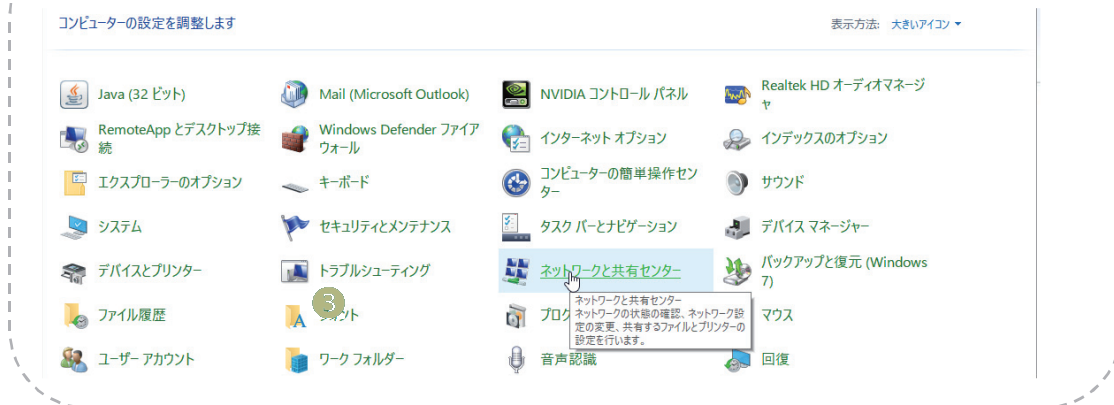 コンピューターの設定を調整します
表示方法: 大きいアイコン
Java (32 ビット)
Mail (Microsoft Outlook)
NVIDIA コントロール パネル
Realtek HD オーディオマネージ
ャ
RemoteApp とデスクトップ接
続
Windows Defender ファイア
ウォール
インターネット オプション
インデックスのオプション
エクスプローラーのオプション
キーボード
コンピューターの簡単操作セン
ター
サウンド
システム
セキュリティとメンテナンス
タスク バーとナビゲーション
デバイス マネージャー
デバイスとプリンター
トラブルシューティング
ネットワークと共有センター
バックアップと復元 (Windows
7)
ファイル履歴
3
ント
プログ
ネットワークと共有センター
ネットワークの状態の確認、ネットワーク設
定の変更、共有するファイルとプリンターの
設定を行います。
マウス
ユーザー アカウント
ワーク フォルダー
音声認識
回復